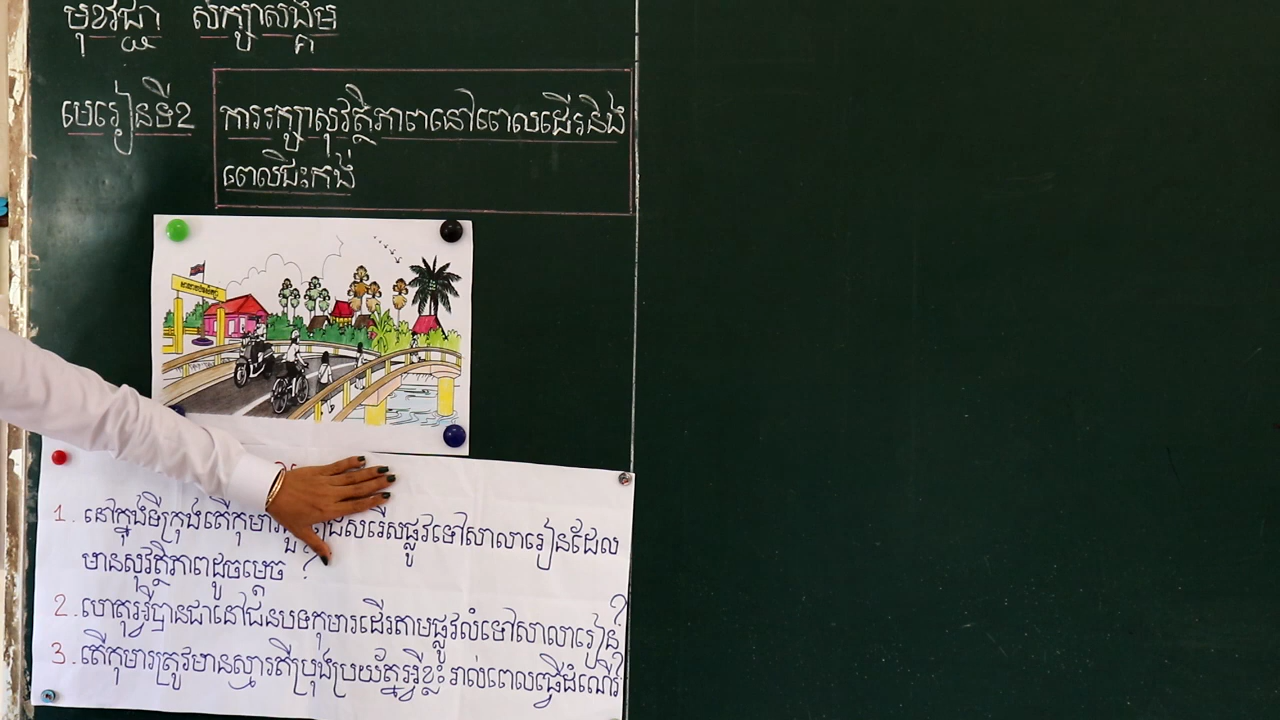 មុខវិជ្ជា សិក្សាសង្គម
មេរៀនទី2 ការរក្សាសុវត្ថិភាពនៅពេលដើរនិង
ពេលជិះកង់
1. នៅក្នុងទីក្រុងតើកុមារ ជ្រើសរើសផ្លូវទៅសាលារៀនដែល
មានសុវត្ថិភាពដូចម្ដេច ?
2. ហេតុអ្វីបានជានៅជនបទកុមារដើរតាមផ្លូវលំទៅសាលារៀន ?
3. តើកុមារត្រូវមានស្មារតីប្រុងប្រយ័ត្នអ្វីខ្លះ រាល់ពេលធ្វើដំណើរ ?